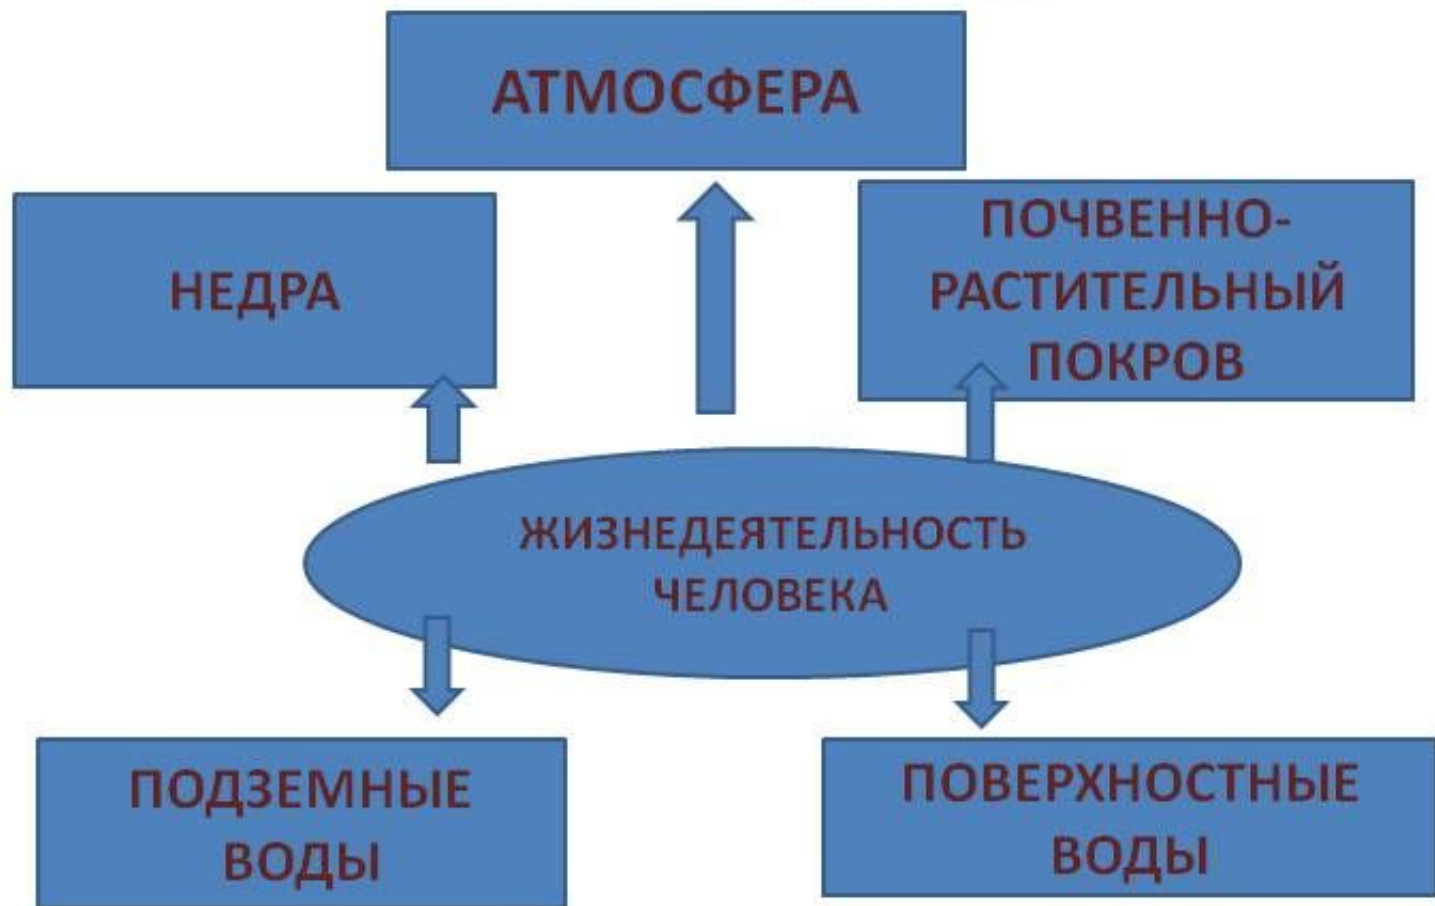 АТМОСФЕРА
НЕДРА
ПОЧВЕННО-
РАСТИТЕЛЬНЫЙ
ПОКРОВ
ЖИЗНЕДЕЯТЕЛЬНОСТЬ
ЧЕЛОВЕКА
ПОДЗЕМНЫЕ
ВОДЫ
ПОВЕРХНОСТНЫЕ
ВОДЫ